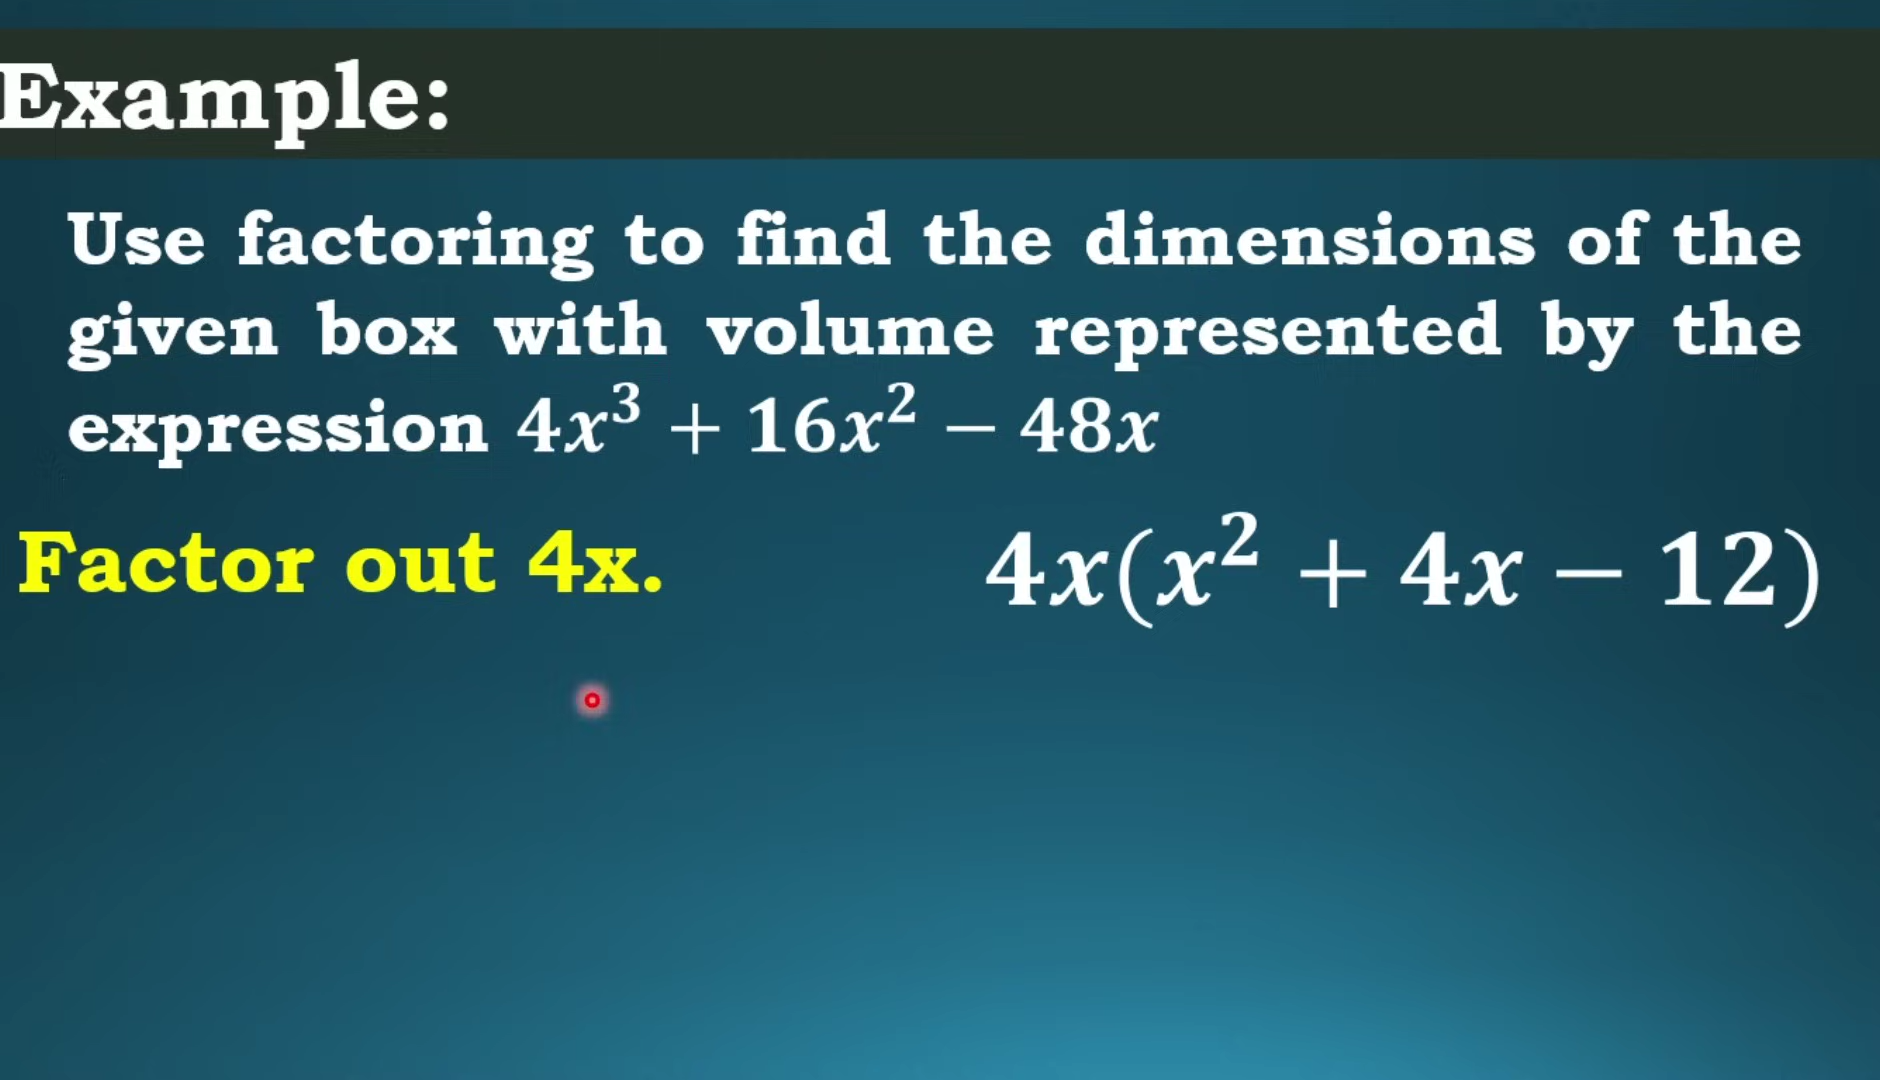 Example:
Use factoring to find the dimensions of the
given box with volume represented by the
expression 4x³ + 16x² − 48x
Factor out 4x. 4x(x² + 4x − 12)